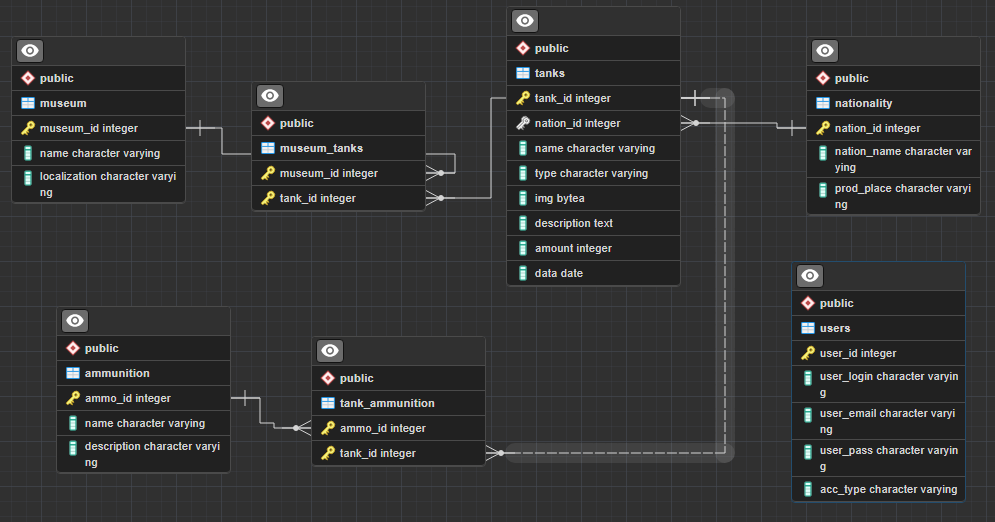 public
museum
museum_id integer
name character varying
localization character varyi
ng
public
museum_tanks
museum_id integer
tank_id integer
public
tanks
tank_id integer
nation_id integer
name character varying
type character varying
img bytea
description text
amount integer
data date
public
nationality
nation_id integer
nation_name character var
ying
prod_place character varyi
ng
public
ammunition
ammo_id integer
name character varying
description character varyi
ng
public
tank_ammunition
ammo_id integer
tank_id integer
public
users
user_id integer
user_login character varyin
g
user_email character varyi
ng
user_pass character varyin
g
acc_type character varying